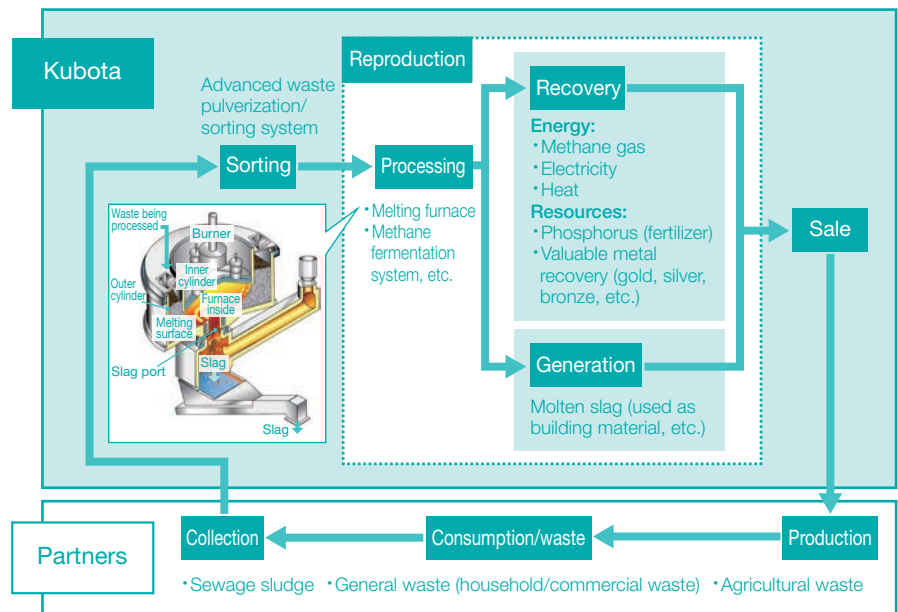 Kubota
Reproduction
Advanced waste
pulverization/
sorting system
Sorting
Processing
・Melting furnace
・Methane
fermentation
system, etc.
Recovery
Energy:
・Methane gas
・Electricity
・Heat
Resources:
・Phosphorus (fertilizer)
・Valuable metal
recovery (gold, silver,
bronze, etc.)
Generation
Molten slag (used as
building material, etc.)
Sale
Waste being
processed
Burner
Inner
cylinder
Outer
cylinder
Furnace
inside
Melting
surface
Slag port
Slag
Slag
Partners
Collection
Consumption/waste
Production
・Sewage sludge ・General waste (household/commercial waste) ・Agricultural waste